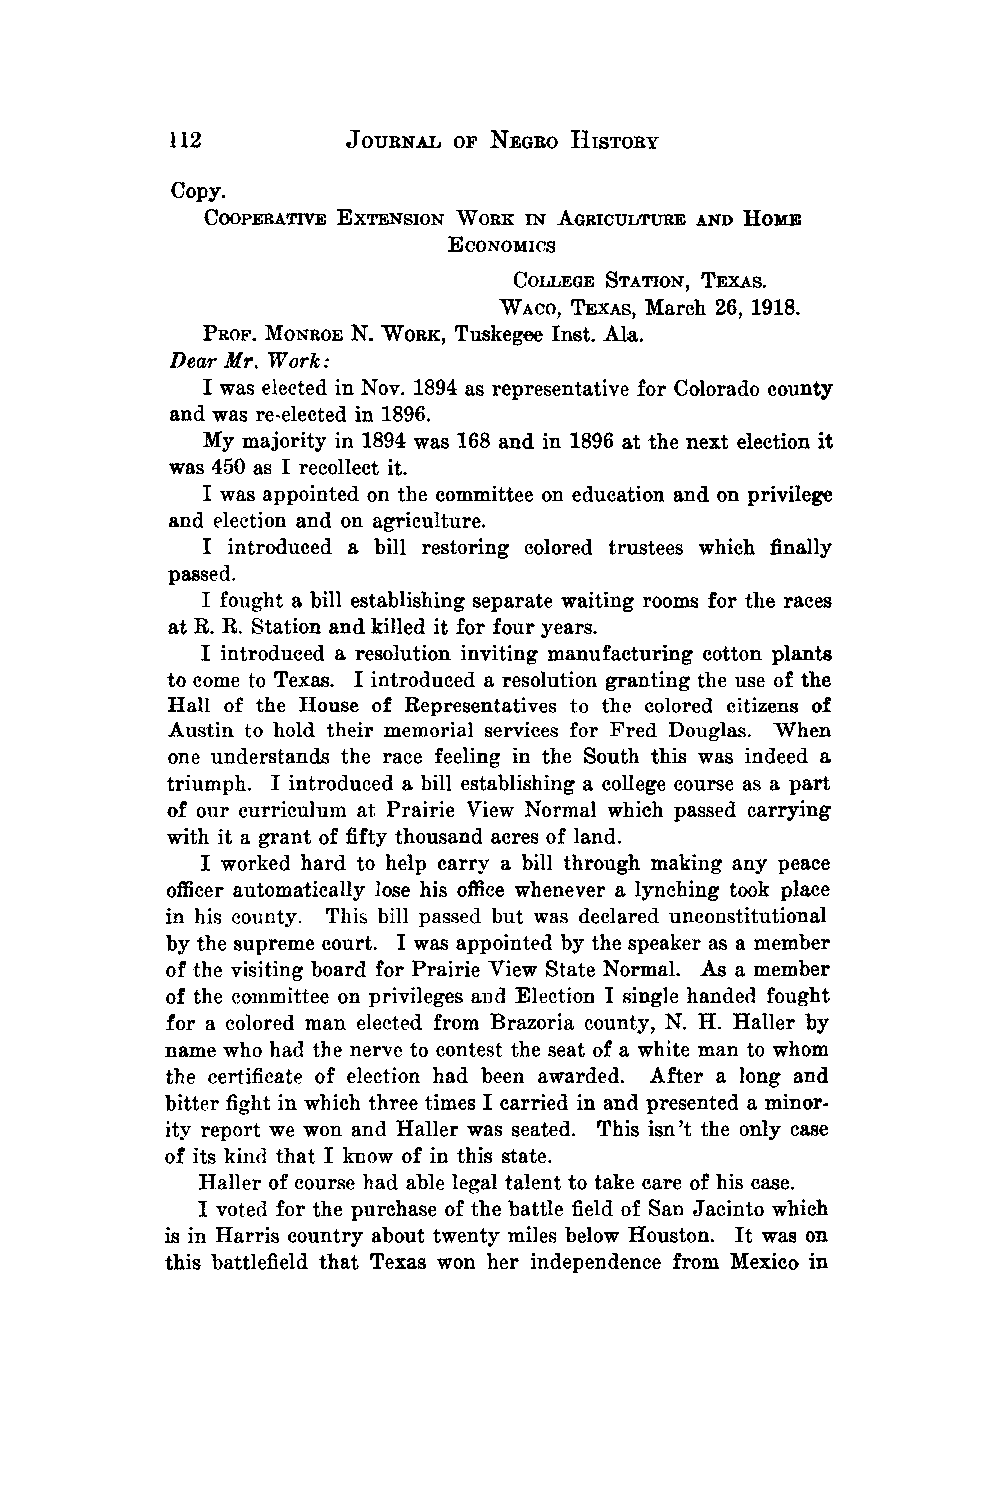 112 JOURNAL OF NEGRO HISTORY
Copy.
COOPERATIVE EXTENSION WORK IN AGRICULTURE AND HOME
ECONOMICS
COLLEGE STATION, TEXAS.
WACO, TEXAS, March 26, 1918.
PROF. MONROE N. WORK, Tuskegee Inst. Ala.
Dear Mr. Work:
I was elected in Nov. 1894 as representative for Colorado county
and was re-elected in 1896.
My majority in 1894 was 168 and in 1896 at the next election it
was 450 as I recollect it.
I was appointed on the committee on education and on privilege
and election and on agriculture.
I introduced a bill restoring colored trustees which finally
passed.
I fought a bill establishing separate waiting rooms for the races
at R. R. Station and killed it for four years.
I introduced a resolution inviting manufacturing cotton plants
to come to Texas. I introduced a resolution granting the use of the
Hall of the House of Representatives to the colored citizens of
Austin to hold their memorial services for Fred Douglas. When
one understands the race feeling in the South this was indeed a
triumph. I introduced a bill establishing a college course as a part
of our curriculum at Prairie View Normal which passed carrying
with it a grant of fifty thousand acres of land.
I worked hard to help carry a bill through making any peace
officer automatically lose his office whenever a lynching took place
in his county. This bill passed but was declared unconstitutional
by the supreme court. I was appointed by the speaker as a member
of the visiting board for Prairie View State Normal. As a member
of the committee on privileges and Election I single handed fought
for a colored man elected from Brazoria county, N. H. Haller by
name who had the nerve to contest the seat of a white man to whom
the certificate of election had been awarded. After a long and
bitter fight in which three times I carried in and presented a minor-
ity report we won and Haller was seated. This isn't the only case
of its kind that I know of in this state.
Haller of course had able legal talent to take care of his case.
I voted for the purchase of the battle field of San Jacinto which
is in Harris country about twenty miles below Houston. It was on
this battlefield that Texas won her independence from Mexico in